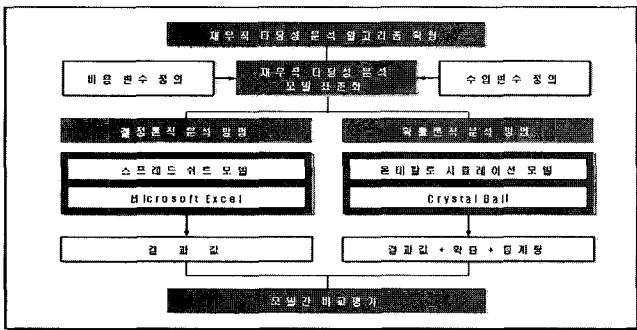 재무적 타당성 분석 알고리즘 확립
비용 변수 정의
재무적 타당성 분석
모델 표준화
수입변수 정의
결정론적 분석 방법
확률론적 분석 방법
스프레드 쉬트 모델
몬테칼로 시뮬레이션 모델
Microsoft Excel
Crystal Ball
결 과 값
결과값 + 확률 + 통계량
모델간 비교평가